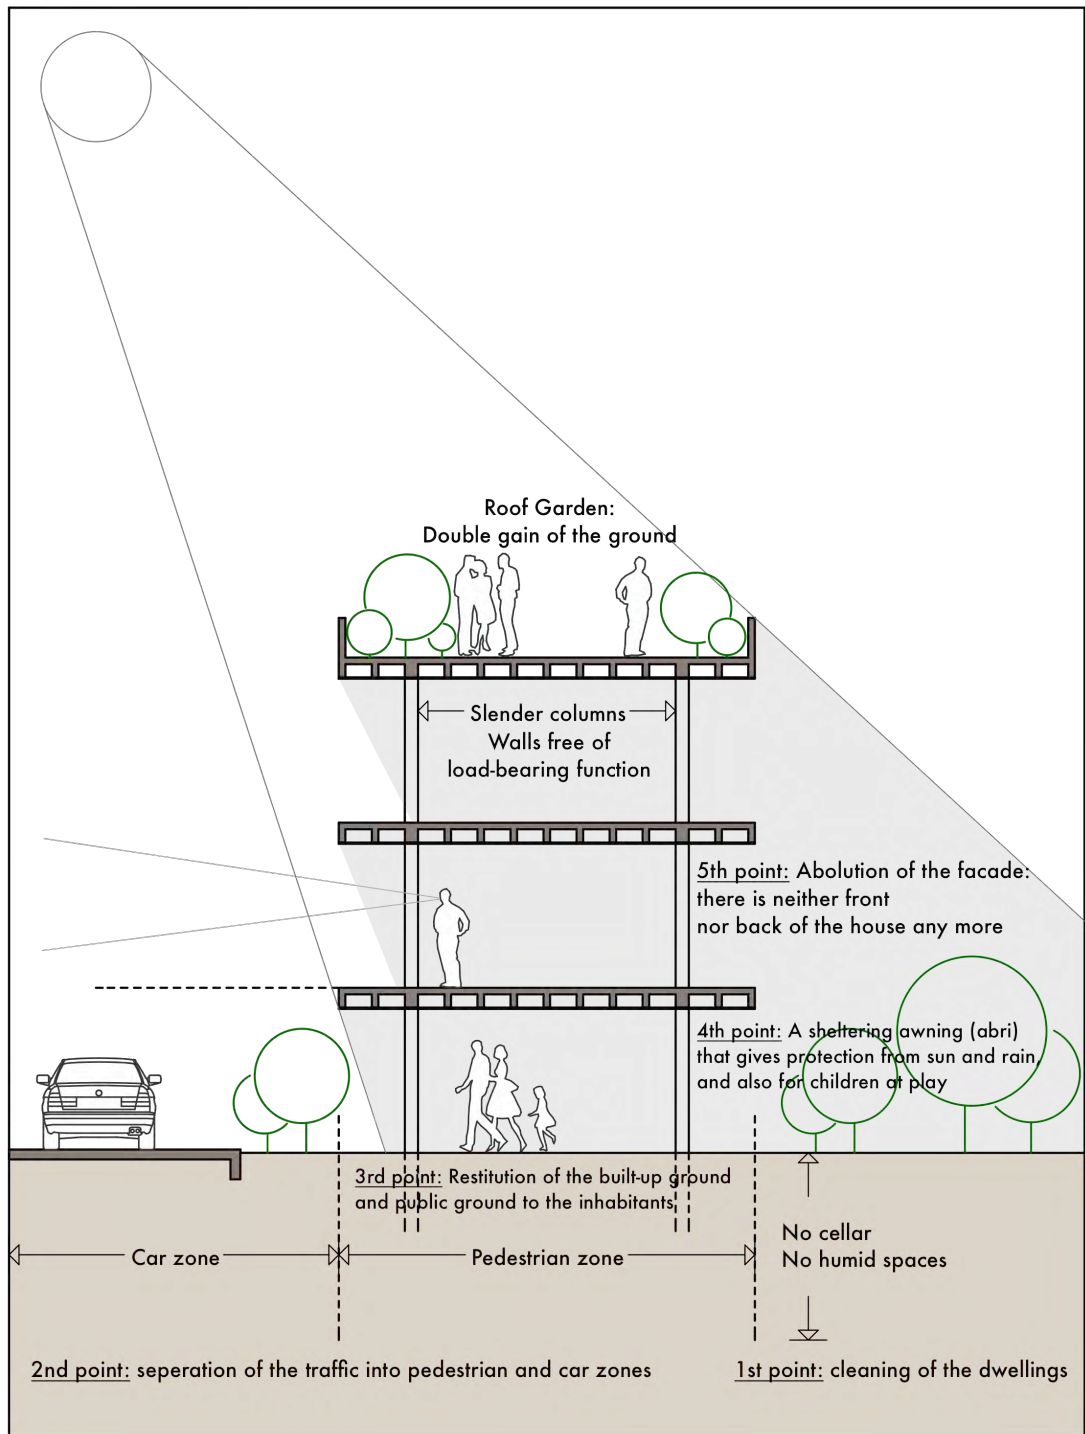 Roof Garden:
Double gain of the ground
Slender columns
Walls free of
load-bearing function
5th point: Abolution of the facade:
there is neither front
nor back of the house any more
4th point: A sheltering awning (abri)
that gives protection from sun and rain,
and also for children at play
3rd point: Restitution of the built-up ground
and public ground to the inhabitants
No cellar
No humid spaces
Car zone
Pedestrian zone
2nd point: seperation of the traffic into pedestrian and car zones
1st point: cleaning of the dwellings